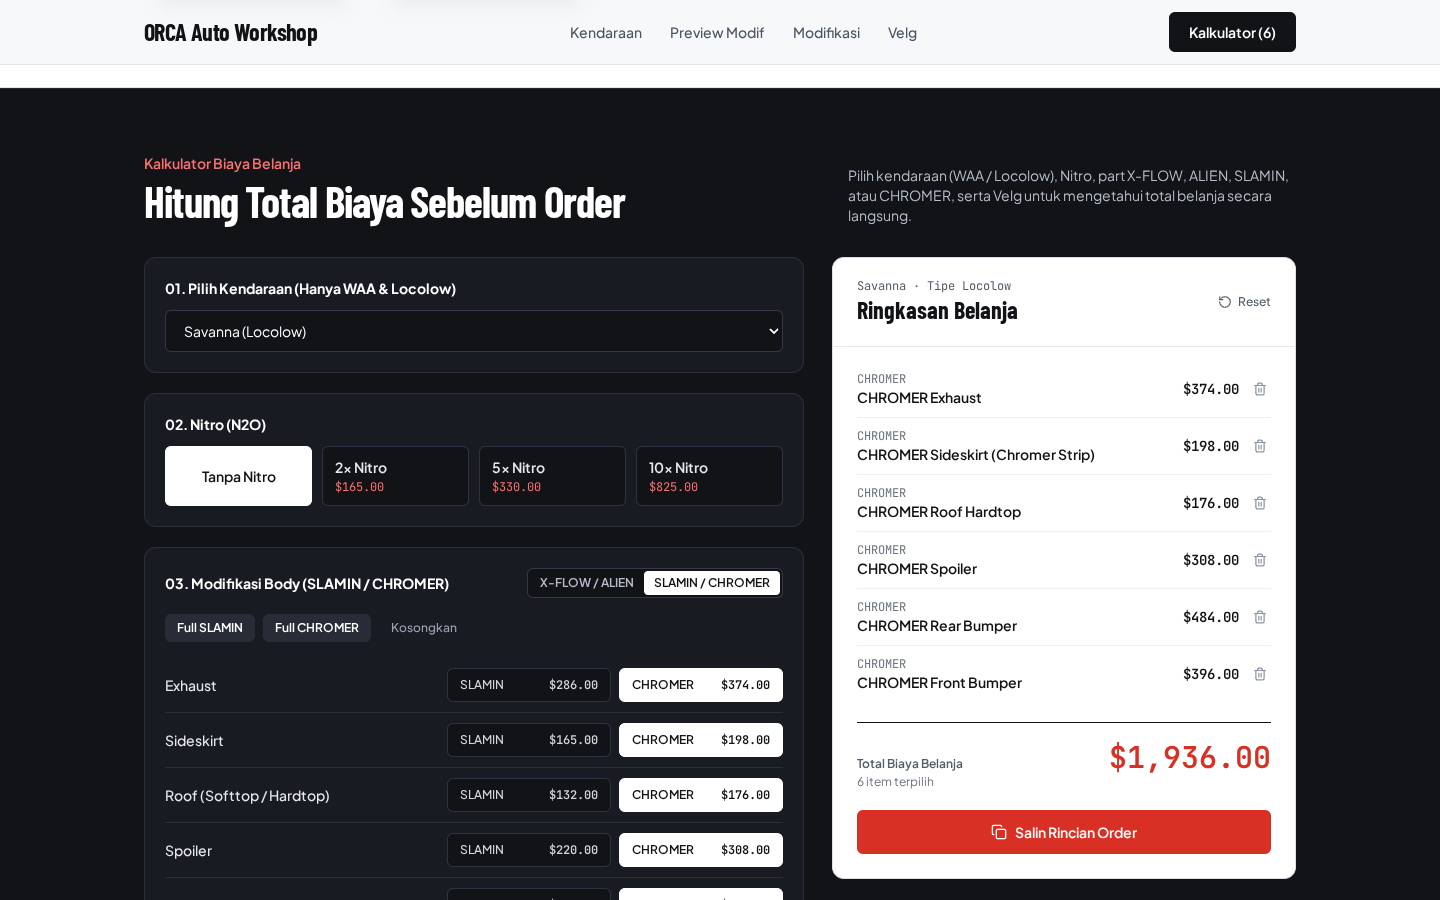 ORCA Auto Workshop
Kendaraan
Preview Modif
Modifikasi
Velg
Kalkulator (6)
Kalkulator Biaya Belanja
Hitung Total Biaya Sebelum Order
Pilih kendaraan (WAA / Locolow), Nitro, part X-FLOW, ALIEN, SLAMIN,
atau CHROMER, serta Velg untuk mengetahui total belanja secara
langsung.
01. Pilih Kendaraan (Hanya WAA & Locolow)
Savanna (Locolow)
02. Nitro (N2O)
Tanpa Nitro
2× Nitro
$165.00
5× Nitro
$330.00
10× Nitro
$825.00
03. Modifikasi Body (SLAMIN / CHROMER)
X-FLOW / ALIEN
SLAMIN / CHROMER
Full SLAMIN
Full CHROMER
Kosongkan
Exhaust
SLAMIN $286.00
CHROMER $374.00
Sideskirt
SLAMIN $165.00
CHROMER $198.00
Roof (Softtop / Hardtop)
SLAMIN $132.00
CHROMER $176.00
Spoiler
SLAMIN $220.00
CHROMER $308.00
Savanna · Tipe Locolow
Ringkasan Belanja
Reset
CHROMER
CHROMER Exhaust
$374.00
CHROMER
CHROMER Sideskirt (Chromer Strip)
$198.00
CHROMER
CHROMER Roof Hardtop
$176.00
CHROMER
CHROMER Spoiler
$308.00
CHROMER
CHROMER Rear Bumper
$484.00
CHROMER
CHROMER Front Bumper
$396.00
Total Biaya Belanja
6 item terpilih
$1,936.00
Salin Rincian Order